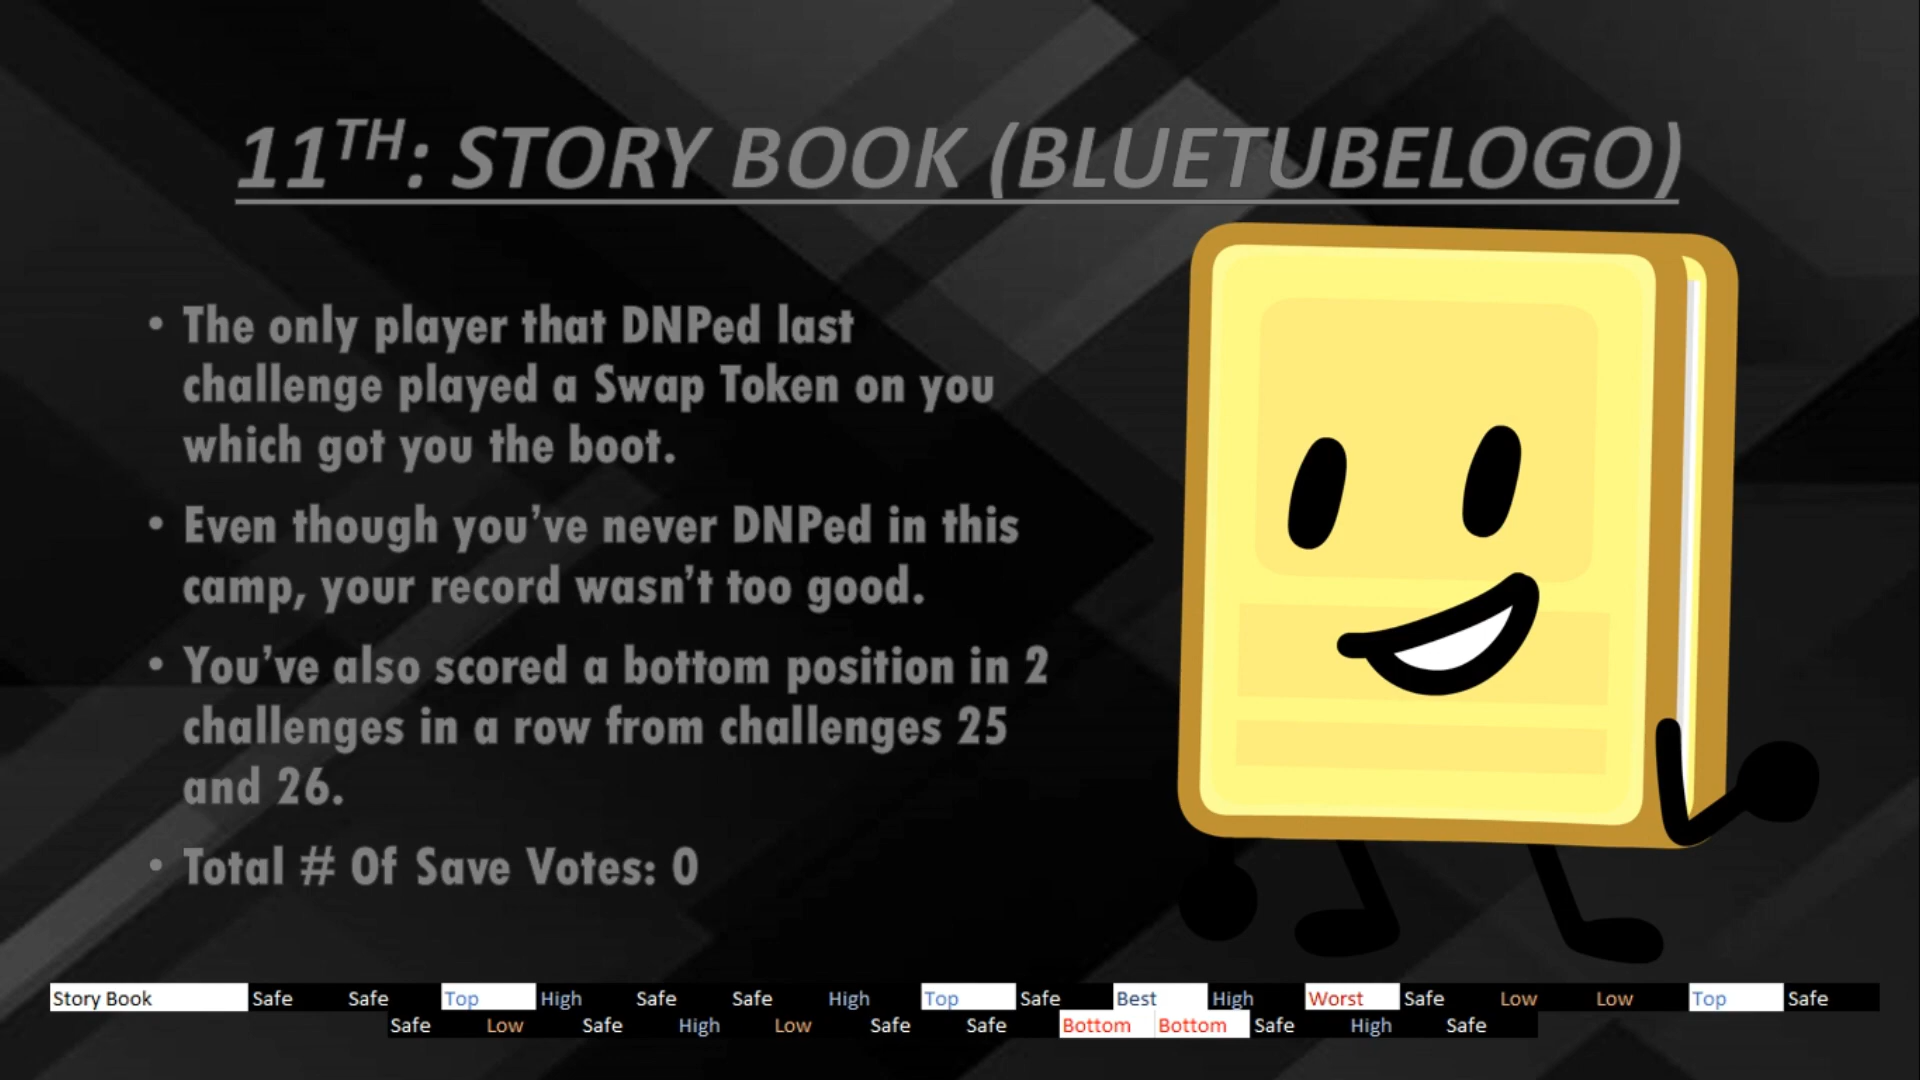 11TH: STORY BOOK (BLUETUBELOGO)
• The only player that DNPed last
challenge played a Swap Token on you
which got you the boot.
• Even though you've never DNPed in this
camp, your record wasn't too good.
• You've also scored a bottom position in 2
challenges in a row from challenges 25
and 26.
• Total # Of Save Votes: 0
Story Book Safe Safe Top High Safe Safe High Top Safe Best High Worst Safe Low Low Top Safe
Safe Low Safe High Low Safe Safe Bottom Bottom Safe High Safe